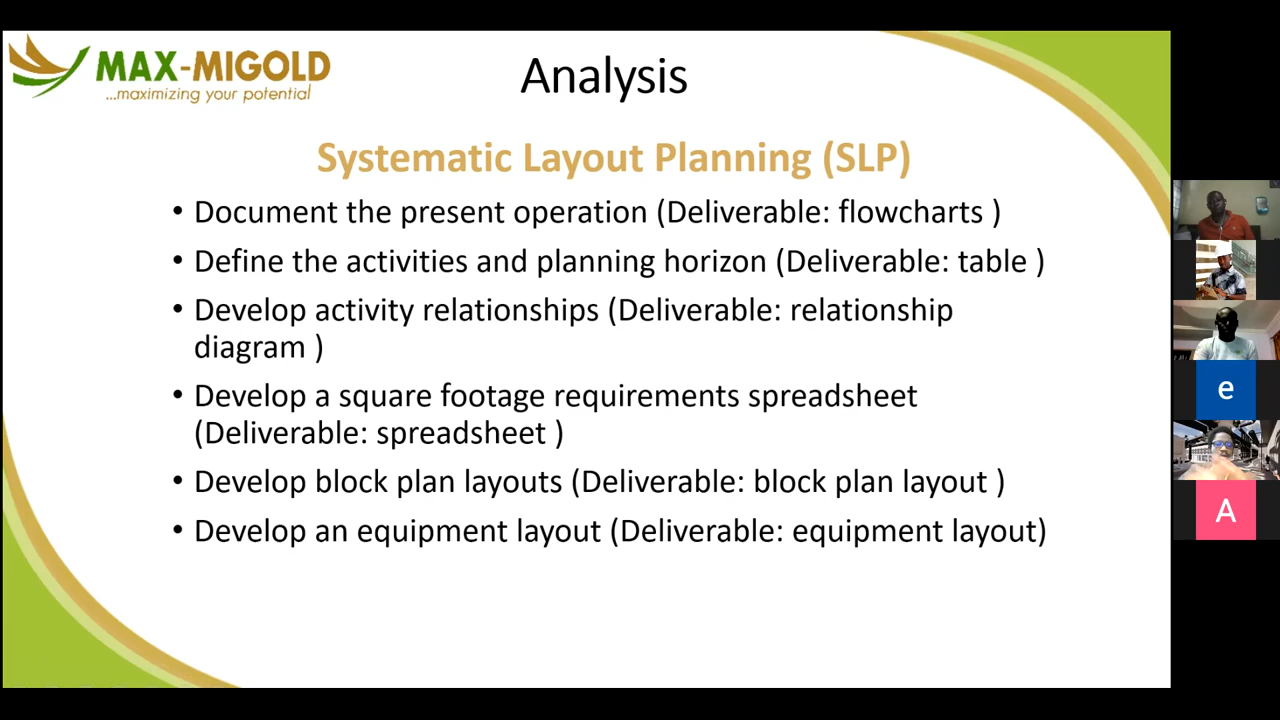 MAX-MIGOLD
...maximizing your potential
Analysis
Systematic Layout Planning (SLP)
• Document the present operation (Deliverable: flowcharts )
• Define the activities and planning horizon (Deliverable: table )
• Develop activity relationships (Deliverable: relationship
diagram )
• Develop a square footage requirements spreadsheet
(Deliverable: spreadsheet )
• Develop block plan layouts (Deliverable: block plan layout )
• Develop an equipment layout (Deliverable: equipment layout)
e
A